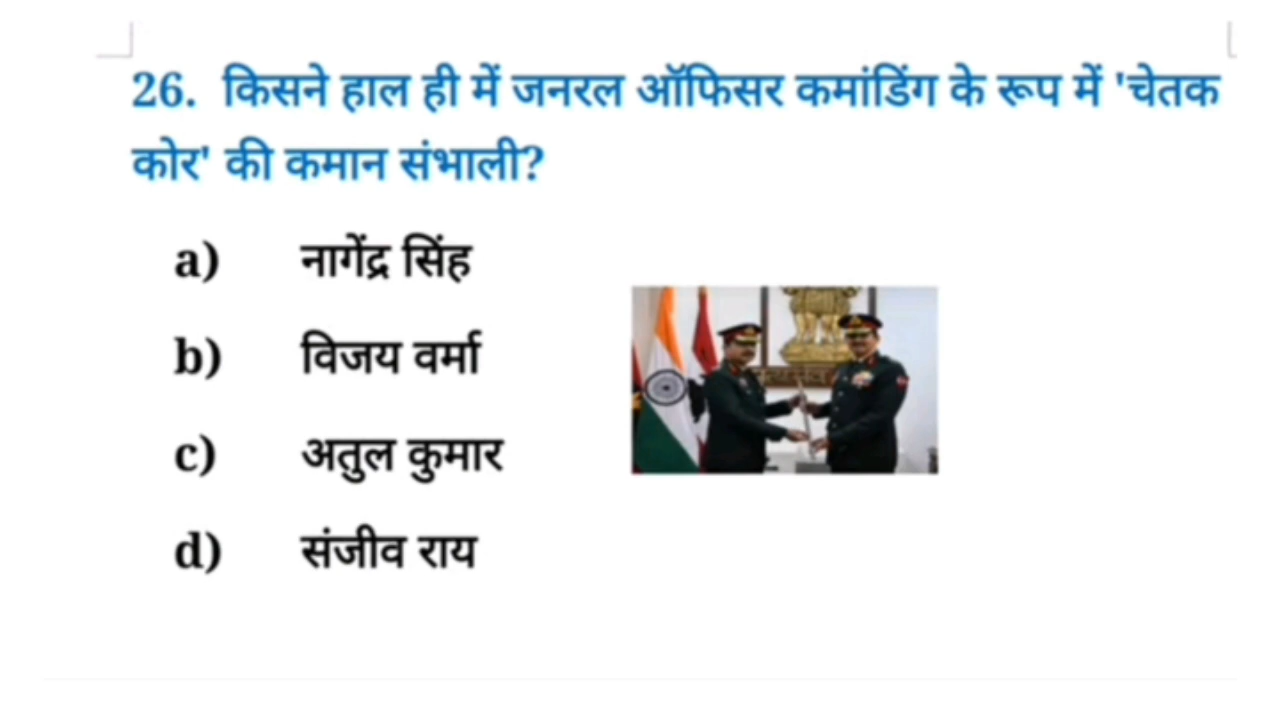 26. किसने हाल ही में जनरल ऑफिसर कमांडिंग के रूप में 'चेतक
कोर' की कमान संभाली?
a) नागेंद्र सिंह
b) विजय वर्मा
c) अतुल कुमार
d) संजीव राय